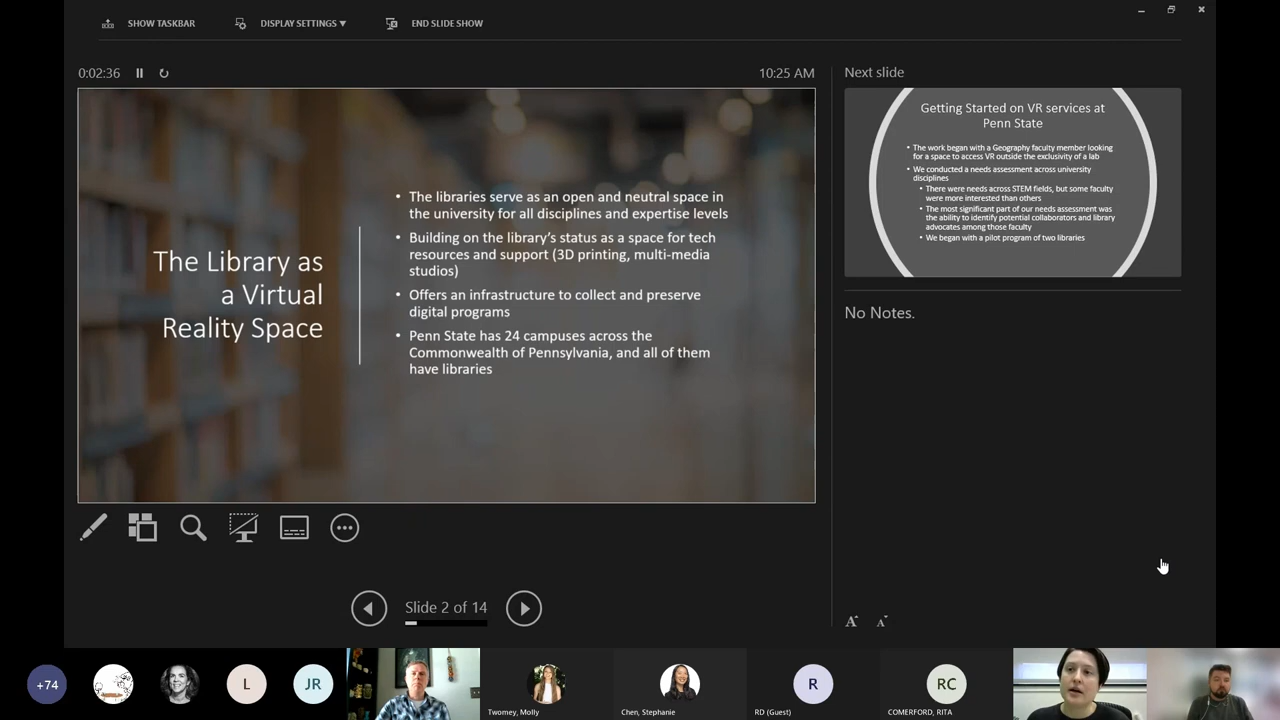 SHOW TASKBAR
DISPLAY SETTINGS ▼
END SLIDE SHOW
0:02:36
10:25 AM
The Library as
a Virtual
Reality Space
• The libraries serve as an open and neutral space in
the university for all disciplines and expertise levels
• Building on the library's status as a space for tech
resources and support (3D printing, multi-media
studios)
• Offers an infrastructure to collect and preserve
digital programs
• Penn State has 24 campuses across the
Commonwealth of Pennsylvania, and all of them
have libraries
Slide 2 of 14
Next slide
Getting Started on VR services at
Penn State
• The work began with a Geography faculty member looking
for a space to access VR outside the exclusivity of a lab
• We conducted a needs assessment across university
disciplines
• There were needs across STEM fields, but some faculty
were more interested than others
• The most significant part of our needs assessment was
the ability to identify potential collaborators and library
advocates among those faculty
• We began with a pilot program of two libraries
No Notes.
A A
+74
L
JR
Twomey, Molly
Chen, Stephanie
R
RD (Guest)
RC
COMERFORD, RITA